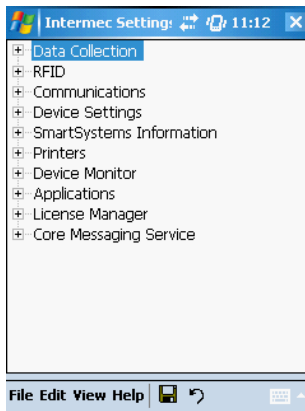 Intermec Settings 11:12
Data Collection
RFID
Communications
Device Settings
SmartSystems Information
Printers
Device Monitor
Applications
License Manager
Core Messaging Service
File Edit View Help